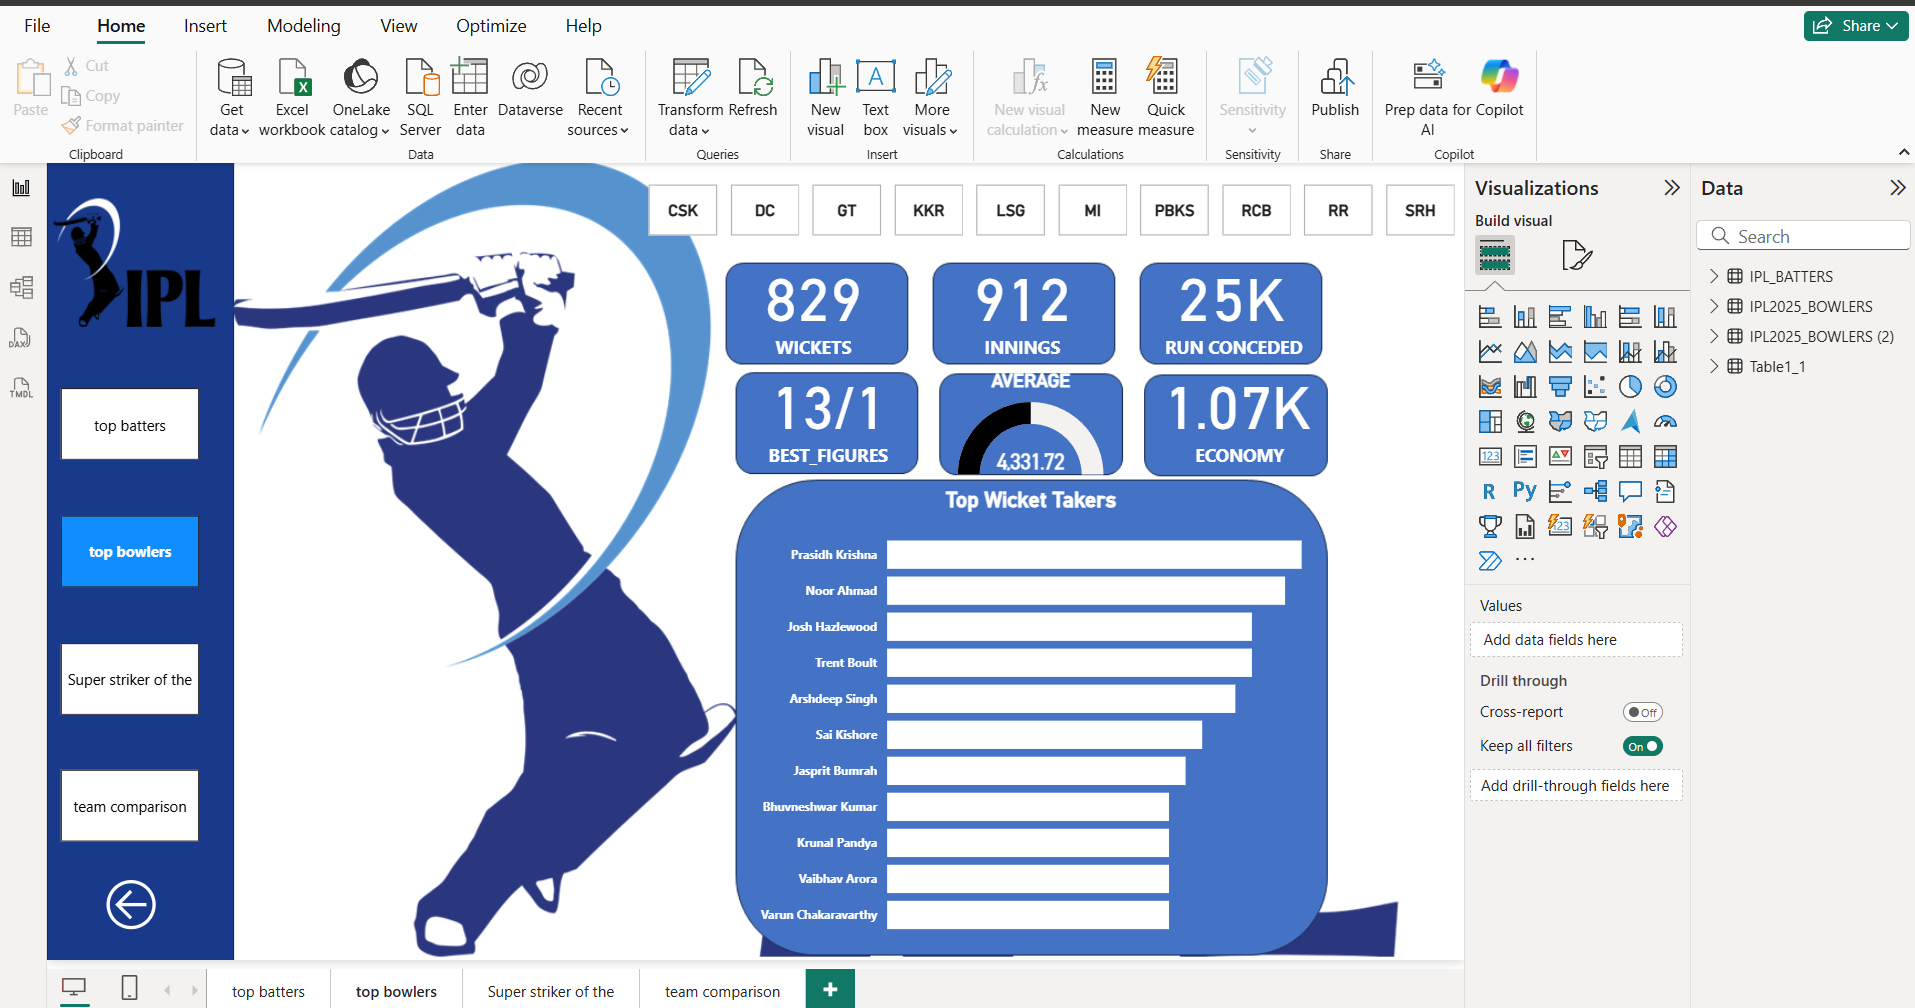 File Home Insert Modeling View Optimize Help Share
Paste
Cut
Copy
Format painter
Clipboard
Get data
Excel workbook
OneLake catalog
SQL Server
Enter data
Dataverse
Recent sources
Data
Transform data
Refresh
Queries
New visual
Text box
More visuals
Insert
New visual calculation
New measure
Quick measure
Calculations
Sensitivity
Sensitivity
Publish
Share
Prep data for AI
Copilot
Copilot
DAX
TMDL
IPL
top batters
top bowlers
Super striker of the
team comparison
CSK DC GT KKR LSG MI PBKS RCB RR SRH
829
WICKETS
912
INNINGS
25K
RUN CONCEDED
13/1
BEST_FIGURES
AVERAGE
4,331.72
1.07K
ECONOMY
Top Wicket Takers
Prasidh Krishna
Noor Ahmad
Josh Hazlewood
Trent Boult
Arshdeep Singh
Sai Kishore
Jasprit Bumrah
Bhuvneshwar Kumar
Krunal Pandya
Vaibhav Arora
Varun Chakaravarthy
Visualizations
Build visual
123
R Py
123
Values
Add data fields here
Drill through
Cross-report Off
Keep all filters On
Add drill-through fields here
Data
Search
IPL_BATTERS
IPL2025_BOWLERS
IPL2025_BOWLERS (2)
Table1_1
top batters top bowlers Super striker of the team comparison +